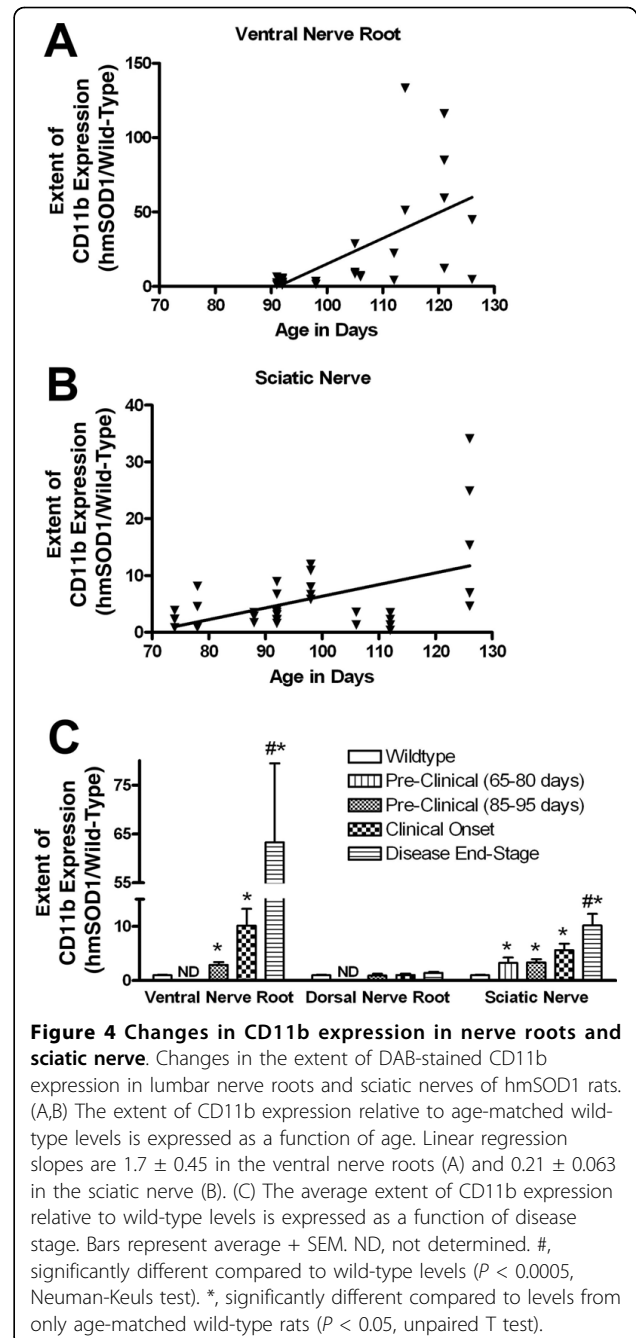 A
Ventral Nerve Root
Extent of
CD11b Expression
(hmSOD1/Wild-Type)
150
100
50
0
70 80 90 100 110 120 130
Age in Days
B
Sciatic Nerve
Extent of
CD11b Expression
(hmSOD1/Wild-Type)
40
30
20
10
0
70 80 90 100 110 120 130
Age in Days
C
Extent of
CD11b Expression
(hmSOD1/Wild-Type)
75
65
55
10
0
#*
Wildtype
Pre-Clinical (65-80 days)
Pre-Clinical (85-95 days)
Clinical Onset
Disease End-Stage
ND * *
ND
* * * #*
Ventral Nerve Root Dorsal Nerve Root Sciatic Nerve
Figure 4 Changes in CD11b expression in nerve roots and
sciatic nerve. Changes in the extent of DAB-stained CD11b
expression in lumbar nerve roots and sciatic nerves of hmSOD1 rats.
(A,B) The extent of CD11b expression relative to age-matched wild-
type levels is expressed as a function of age. Linear regression
slopes are 1.7 ± 0.45 in the ventral nerve roots (A) and 0.21 ± 0.063
in the sciatic nerve (B). (C) The average extent of CD11b expression
relative to wild-type levels is expressed as a function of disease
stage. Bars represent average + SEM. ND, not determined. #,
significantly different compared to wild-type levels (P < 0.0005,
Neuman-Keuls test). *, significantly different compared to levels from
only age-matched wild-type rats (P < 0.05, unpaired T test).